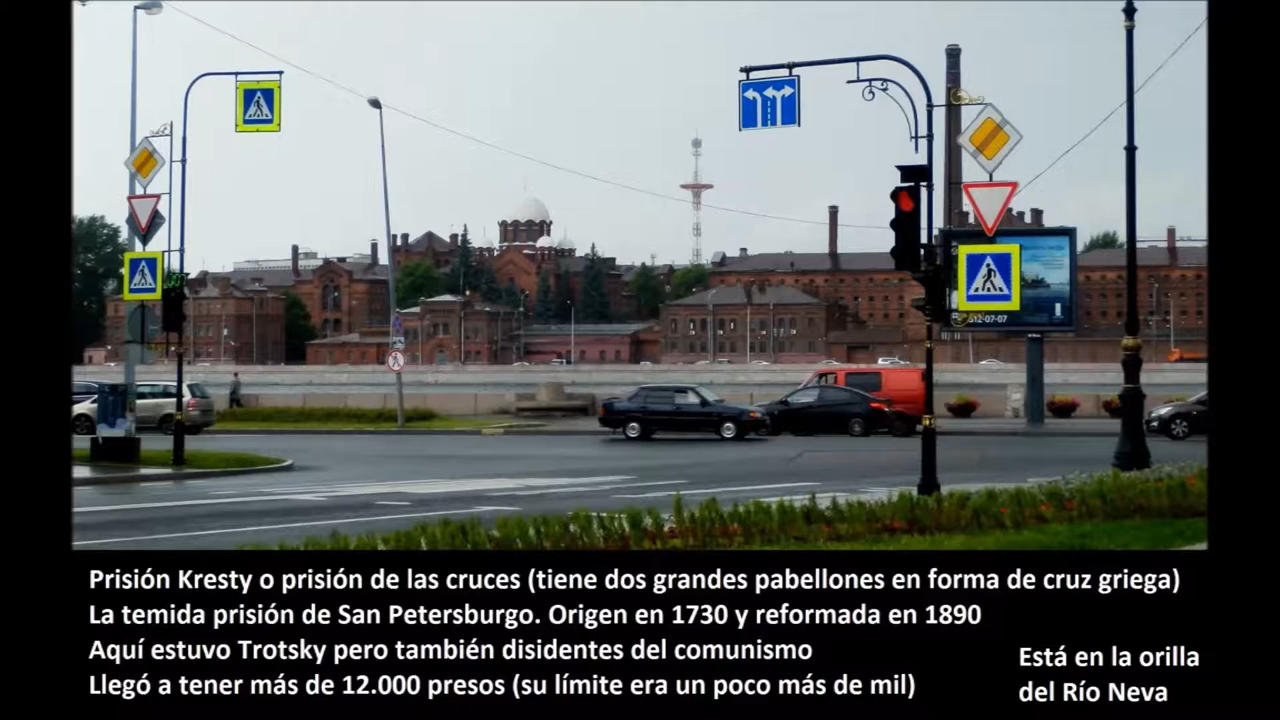 612-07-07
Prisión Kresty o prisión de las cruces (tiene dos grandes pabellones en forma de cruz griega)
La temida prisión de San Petersburgo. Origen en 1730 y reformada en 1890
Aquí estuvo Trotsky pero también disidentes del comunismo
Llegó a tener más de 12.000 presos (su límite era un poco más de mil)
Está en la orilla
del Río Neva